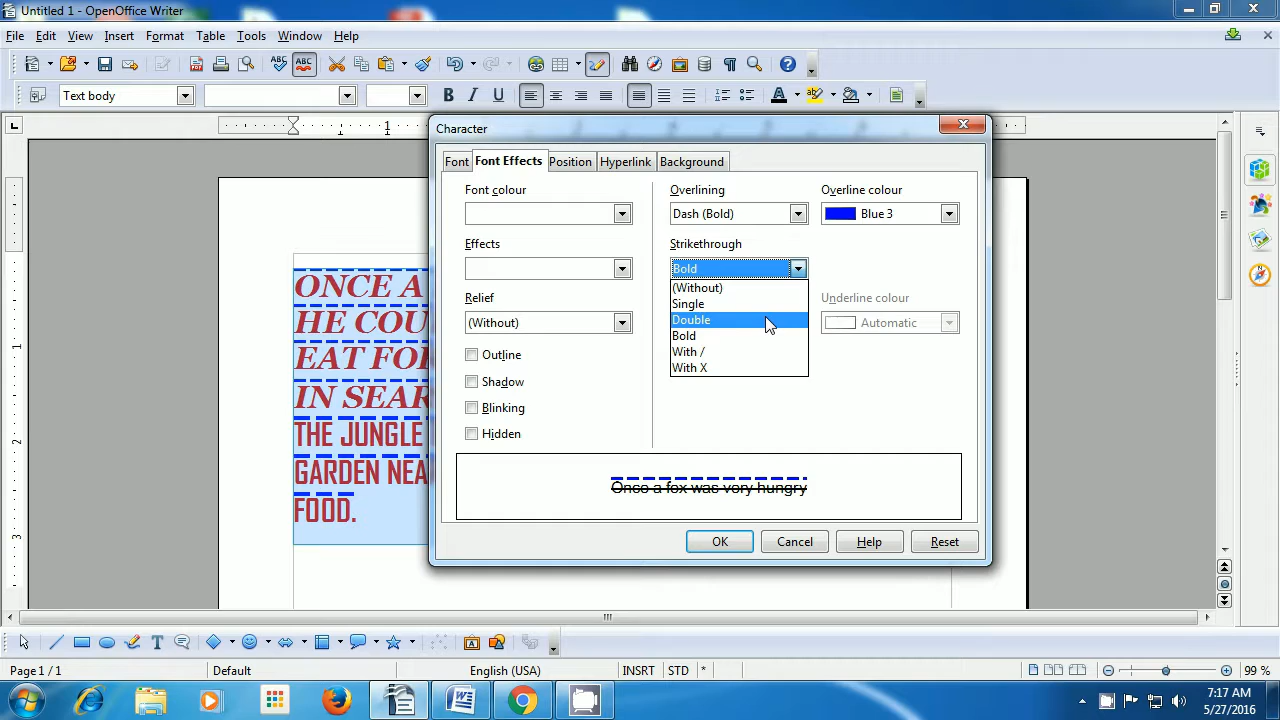 Untitled 1 - OpenOffice Writer
File Edit View Insert Format Table Tools Window Help
Text body
Character
Font Font Effects Position Hyperlink Background
Font colour
Overlining
Overline colour
Dash (Bold)
Blue 3
Effects
Strikethrough
Bold
(Without)
Single
Double
Bold
With /
With X
Relief
(Without)
Underline colour
Automatic
Outline
Shadow
Blinking
Hidden
Once a fox was very hungry
OK Cancel Help Reset
ONCE A
HE COU
EAT FO
IN SEAR
THE JUNGLE
GARDEN NEA
FOOD.
Page 1 / 1 Default English (USA) INSRT STD * 99 %
7:17 AM
5/27/2016